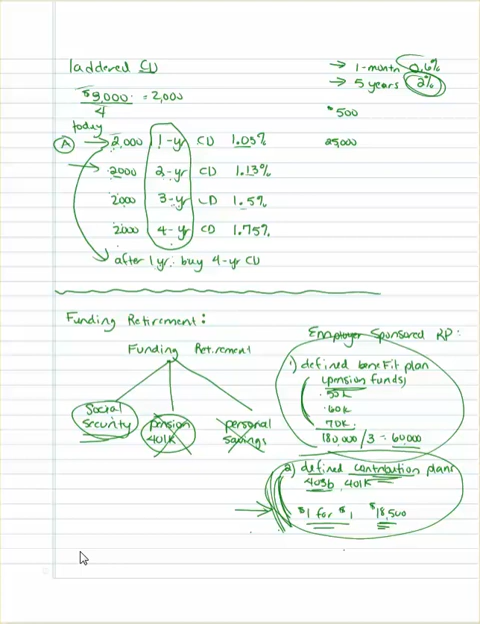 laddered CD
→ 1-month 0.6%
→ 5 years 2%
$9,000 = 2,000
4
$500
today
A → 2,000 1-yr CD 1.05%
25,000
→ 2000 2-yr CD 1.13%
2000 3-yr CD 1.5%
2000 4-yr CD 1.75%
after 1 yr: buy 4-yr CD
Funding Retirement:
Funding Retirement
Social
security
pension
401K
personal
savings
Employer Sponsored RP:
1) defined benefit plan
(pension funds)
55K
60K
70K
180,000/3 = 60,000
2) defined contribution plans
403b 401K
$1 for $1 $18,500